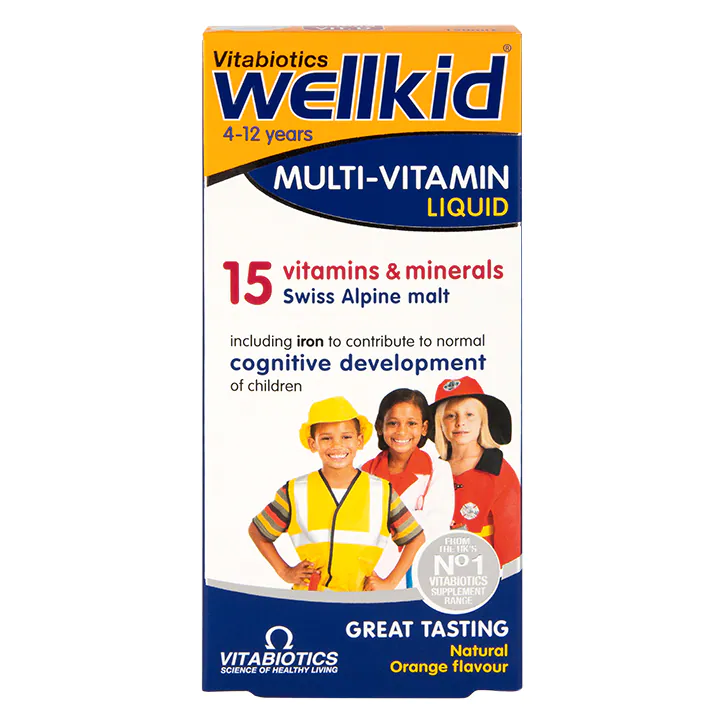 Vitabiotics
wellkid®
4-12 years
MULTI-VITAMIN
LIQUID
15 vitamins & minerals
Swiss Alpine malt
including iron to contribute to normal
cognitive development
of children
FROM
THE UK'S
Nº1
VITABIOTICS
SUPPLEMENT
RANGE
GREAT TASTING
Natural
Orange flavour
VITABIOTICS
SCIENCE OF HEALTHY LIVING